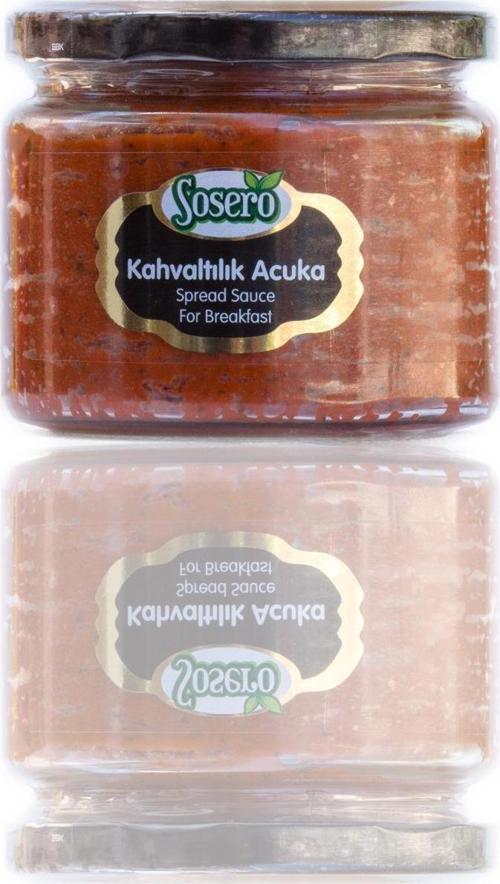 Sosero
Kahvaltılık Acuka
Spread Sauce
For Breakfast